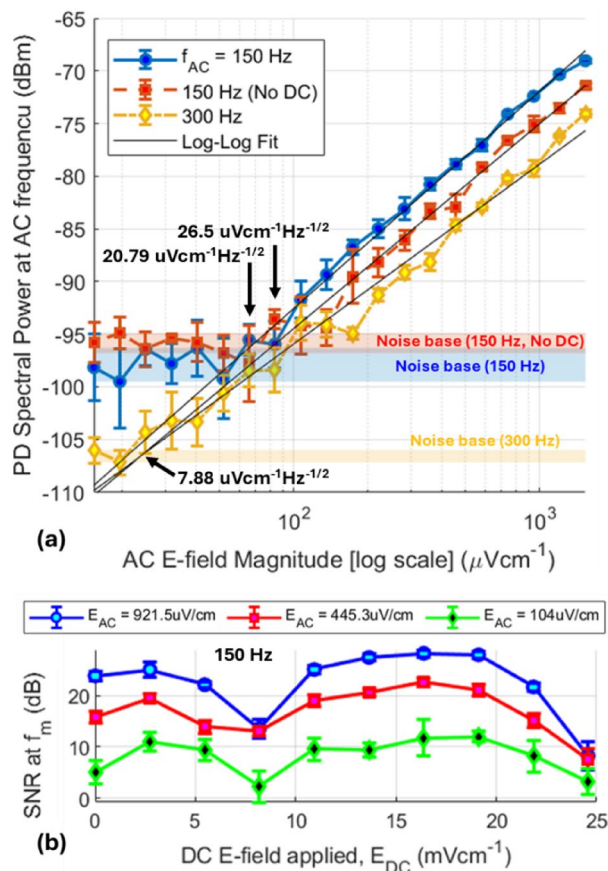 -65
-70
-75
-80
-85
-90
-95
-100
-105
-110
PD Spectral Power at AC frequencu (dBm)
f_AC = 150 Hz
150 Hz (No DC)
300 Hz
Log-Log Fit
26.5 uVcm⁻¹Hz⁻¹/²
20.79 uVcm⁻¹Hz⁻¹/²
Noise base (150 Hz, No DC)
Noise base (150 Hz)
Noise base (300 Hz)
7.88 uVcm⁻¹Hz⁻¹/²
10² 10³
(a)
AC E-field Magnitude [log scale] (μVcm⁻¹)
E_AC = 921.5uV/cm E_AC = 445.3uV/cm E_AC = 104uV/cm
150 Hz
20
10
0
SNR at f_m (dB)
0 5 10 15 20 25
(b)
DC E-field applied, E_DC (mVcm⁻¹)